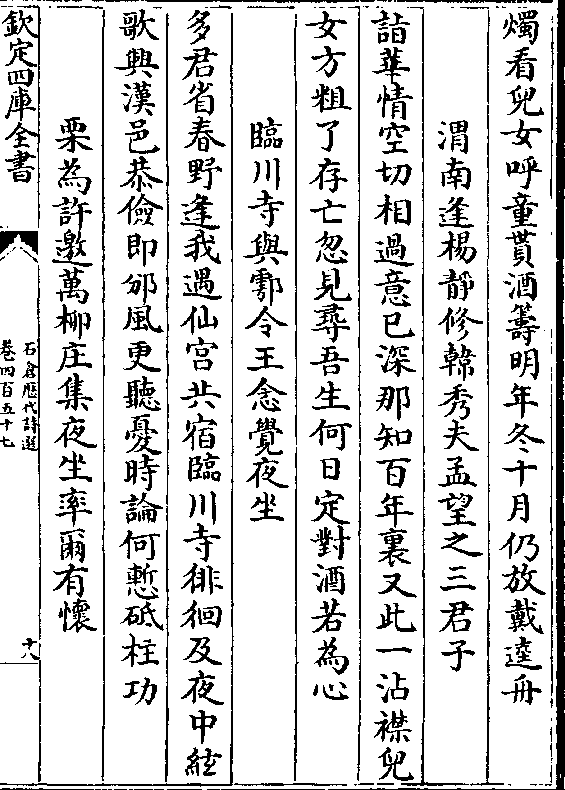 燭看兒女呼童貰酒籌明年冬十月仍放戴逵舟
渭南逢楊靜修韓秀夫孟望之三君子
詣華情空切相過意已深那知百年裏又此一沾襟兒
女方粗了存亡忽見尋吾生何日定對酒若為心
臨川寺與鄠令王念覺夜坐
多君省春野逢我遇仙宮共宿臨川寺徘徊及夜中絃
歌興漢邑恭儉即邠風更聽憂時論何慙砥柱功
栗為許邀萬柳庄集夜坐率爾有懷
欽定四庫全書
石倉歷代詩選
卷四百五十七
十八